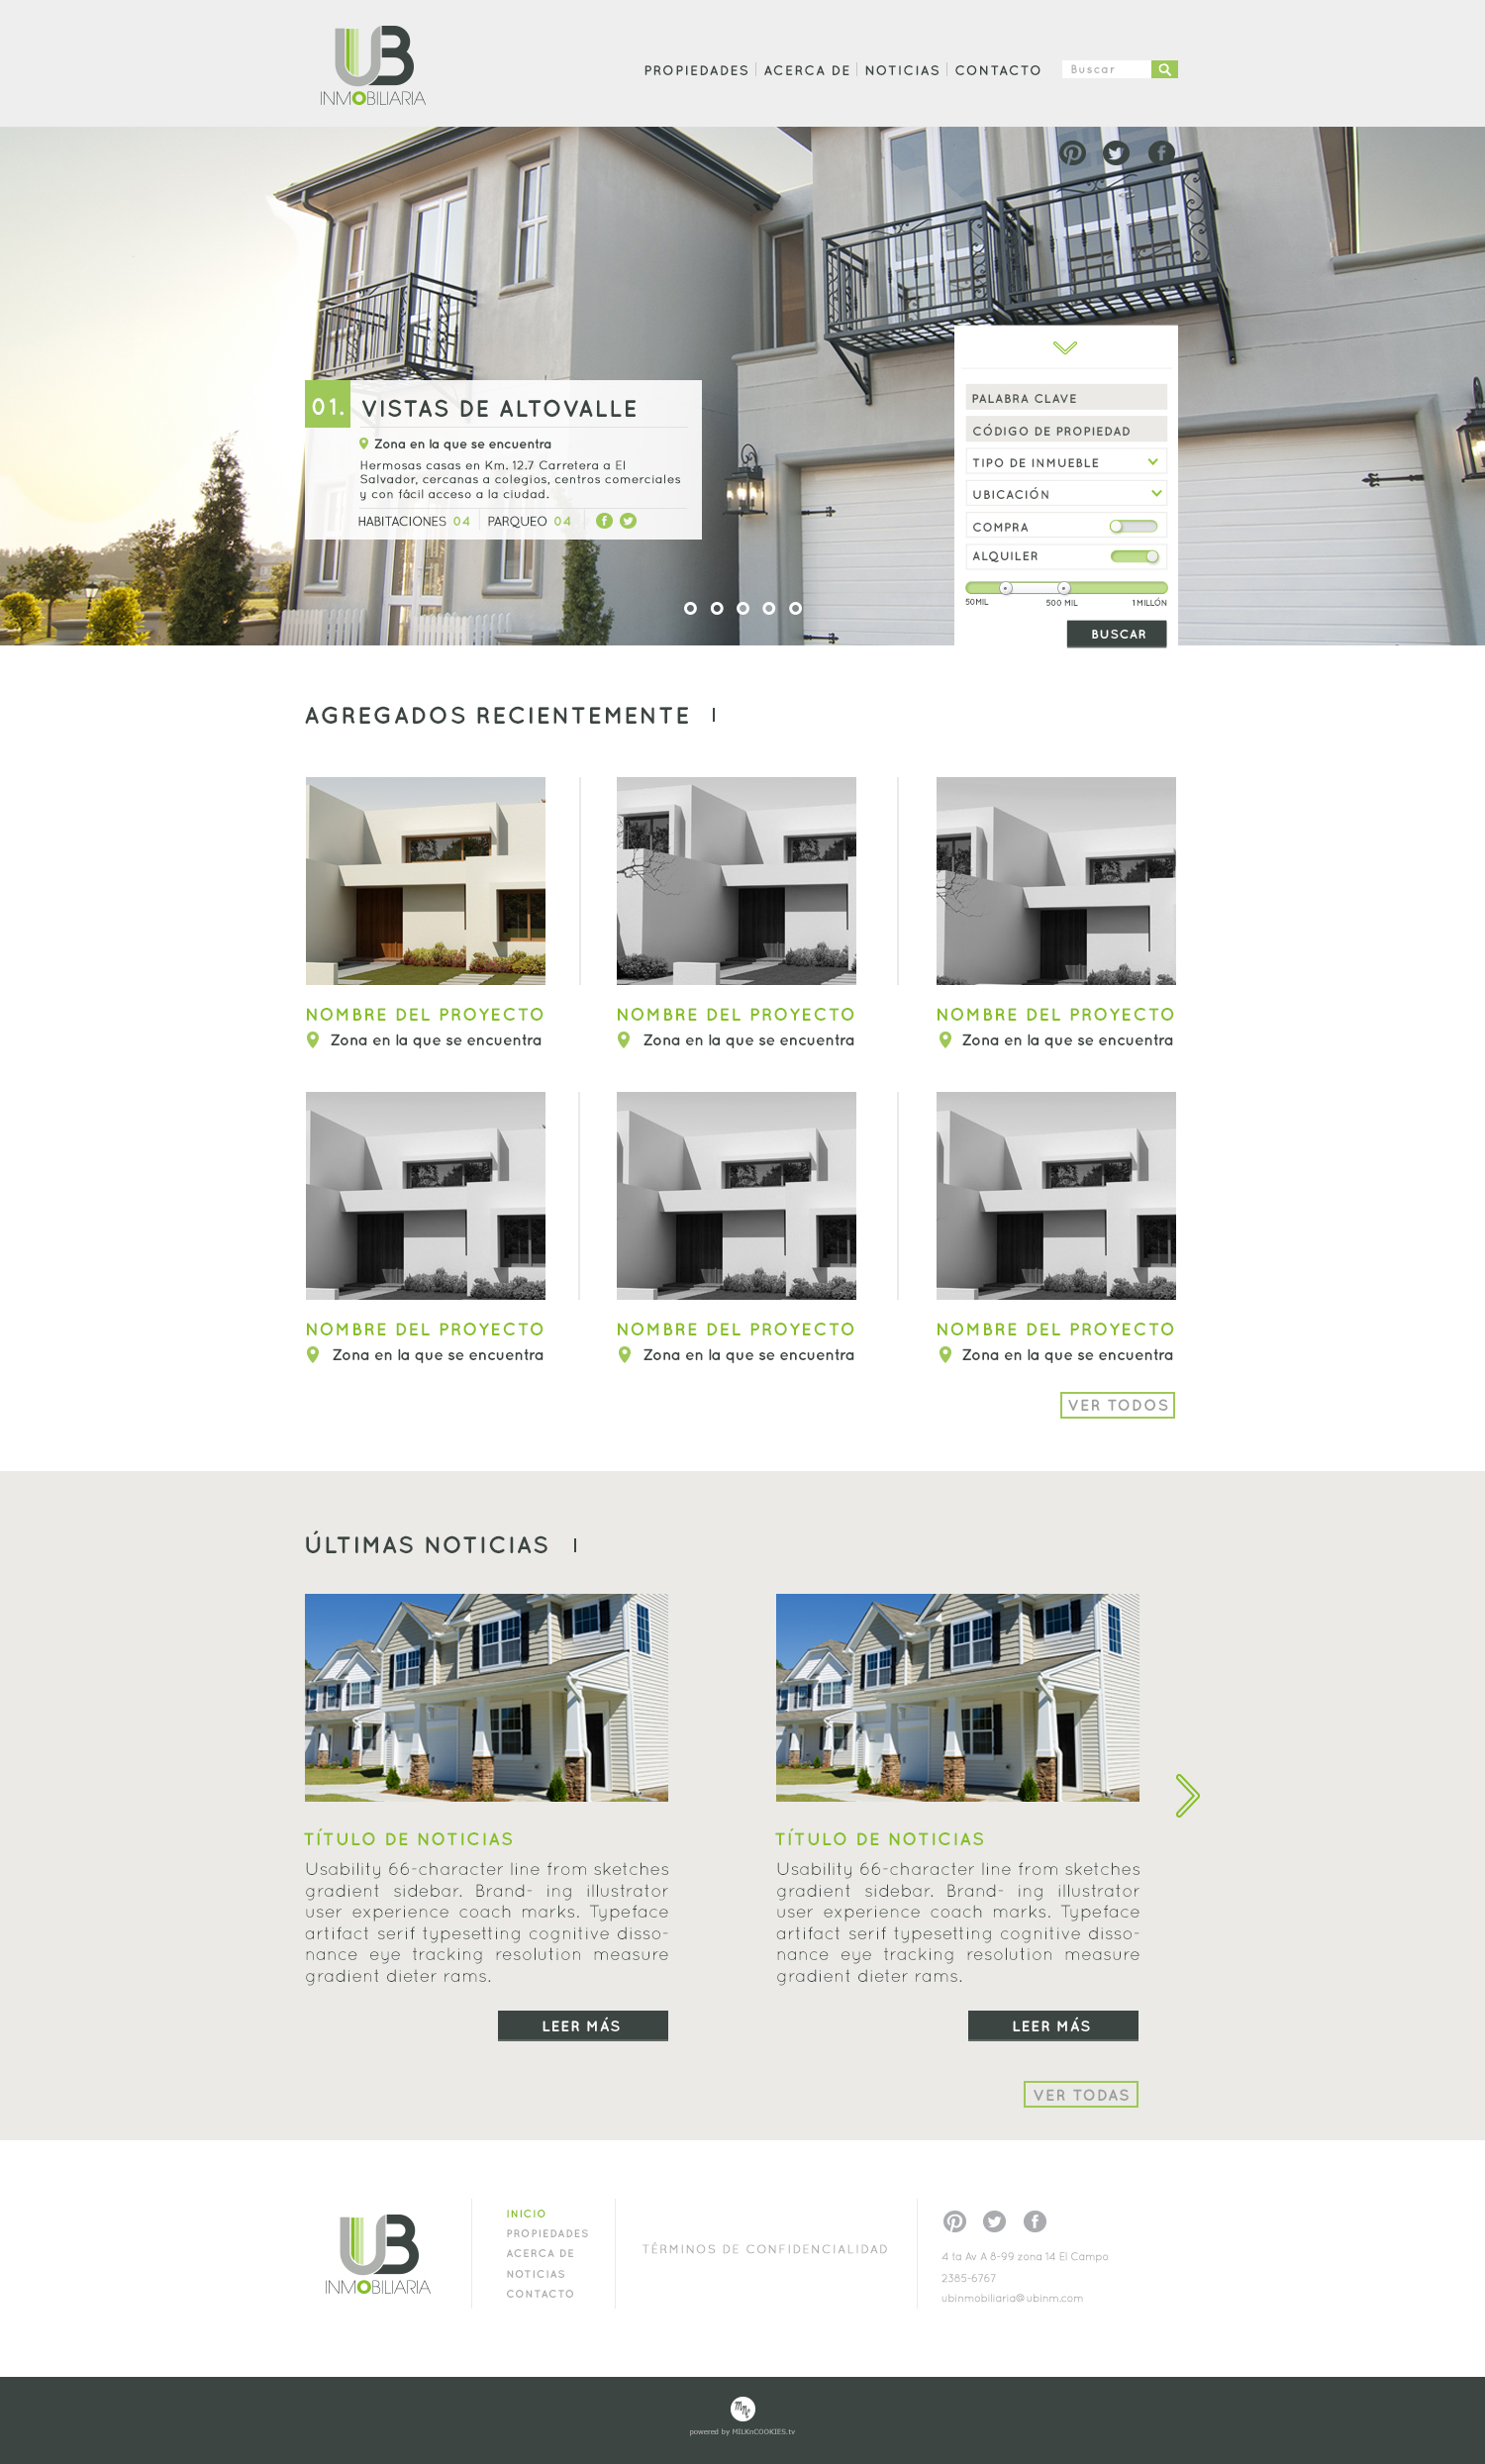 UB
INMOBILIARIA
PROPIEDADES
ACERCA DE
NOTICIAS
CONTACTO
Buscar
01.
VISTAS DE ALTOVALLE
Zona en la que se encuentra
Hermosas casas en Km. 12.7 Carretera a El
Salvador, cercanas a colegios, centros comerciales
y con fácil acceso a la ciudad.
HABITACIONES 04
PARQUEO 04
PALABRA CLAVE
CÓDIGO DE PROPIEDAD
TIPO DE INMUEBLE
UBICACIÓN
COMPRA
ALQUILER
50MIL
500 MIL
1 MILLÓN
BUSCAR
AGREGADOS RECIENTEMENTE
NOMBRE DEL PROYECTO
Zona en la que se encuentra
NOMBRE DEL PROYECTO
Zona en la que se encuentra
NOMBRE DEL PROYECTO
Zona en la que se encuentra
NOMBRE DEL PROYECTO
Zona en la que se encuentra
NOMBRE DEL PROYECTO
Zona en la que se encuentra
NOMBRE DEL PROYECTO
Zona en la que se encuentra
VER TODOS
ÚLTIMAS NOTICIAS
TÍTULO DE NOTICIAS
Usability 66-character line from sketches
gradient sidebar. Brand- ing illustrator
user experience coach marks. Typeface
artifact serif typesetting cognitive disso-
nance eye tracking resolution measure
gradient dieter rams.
LEER MÁS
TÍTULO DE NOTICIAS
Usability 66-character line from sketches
gradient sidebar. Brand- ing illustrator
user experience coach marks. Typeface
artifact serif typesetting cognitive disso-
nance eye tracking resolution measure
gradient dieter rams.
LEER MÁS
VER TODAS
UB
INMOBILIARIA
INICIO
PROPIEDADES
ACERCA DE
NOTICIAS
CONTACTO
TÉRMINOS DE CONFIDENCIALIDAD
4 ta Av A 8-99 zona 14 El Campo
2385-6767
ubinmobiliaria@ubinm.com
powered by MILKnCOOKIES.tv